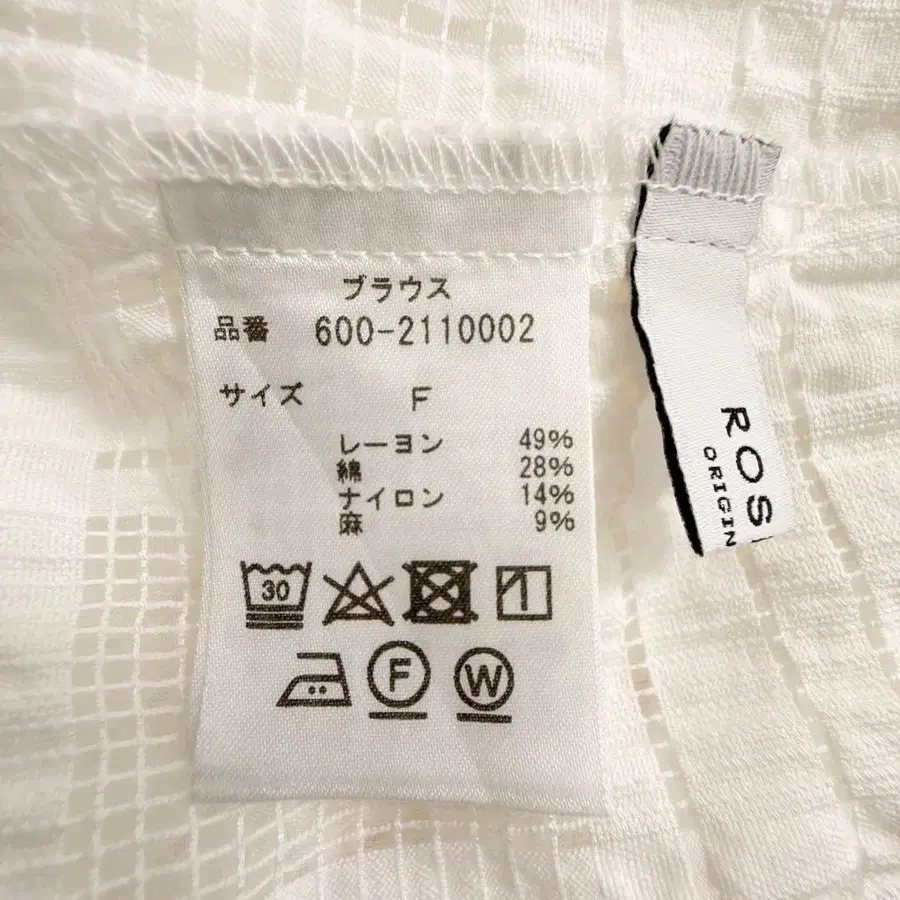 ブラウス
品番 600-2110002
サイズ F
レーヨン 49%
綿 28%
ナイロン 14%
麻 9%
30
F
W
ROS
ORIGIN